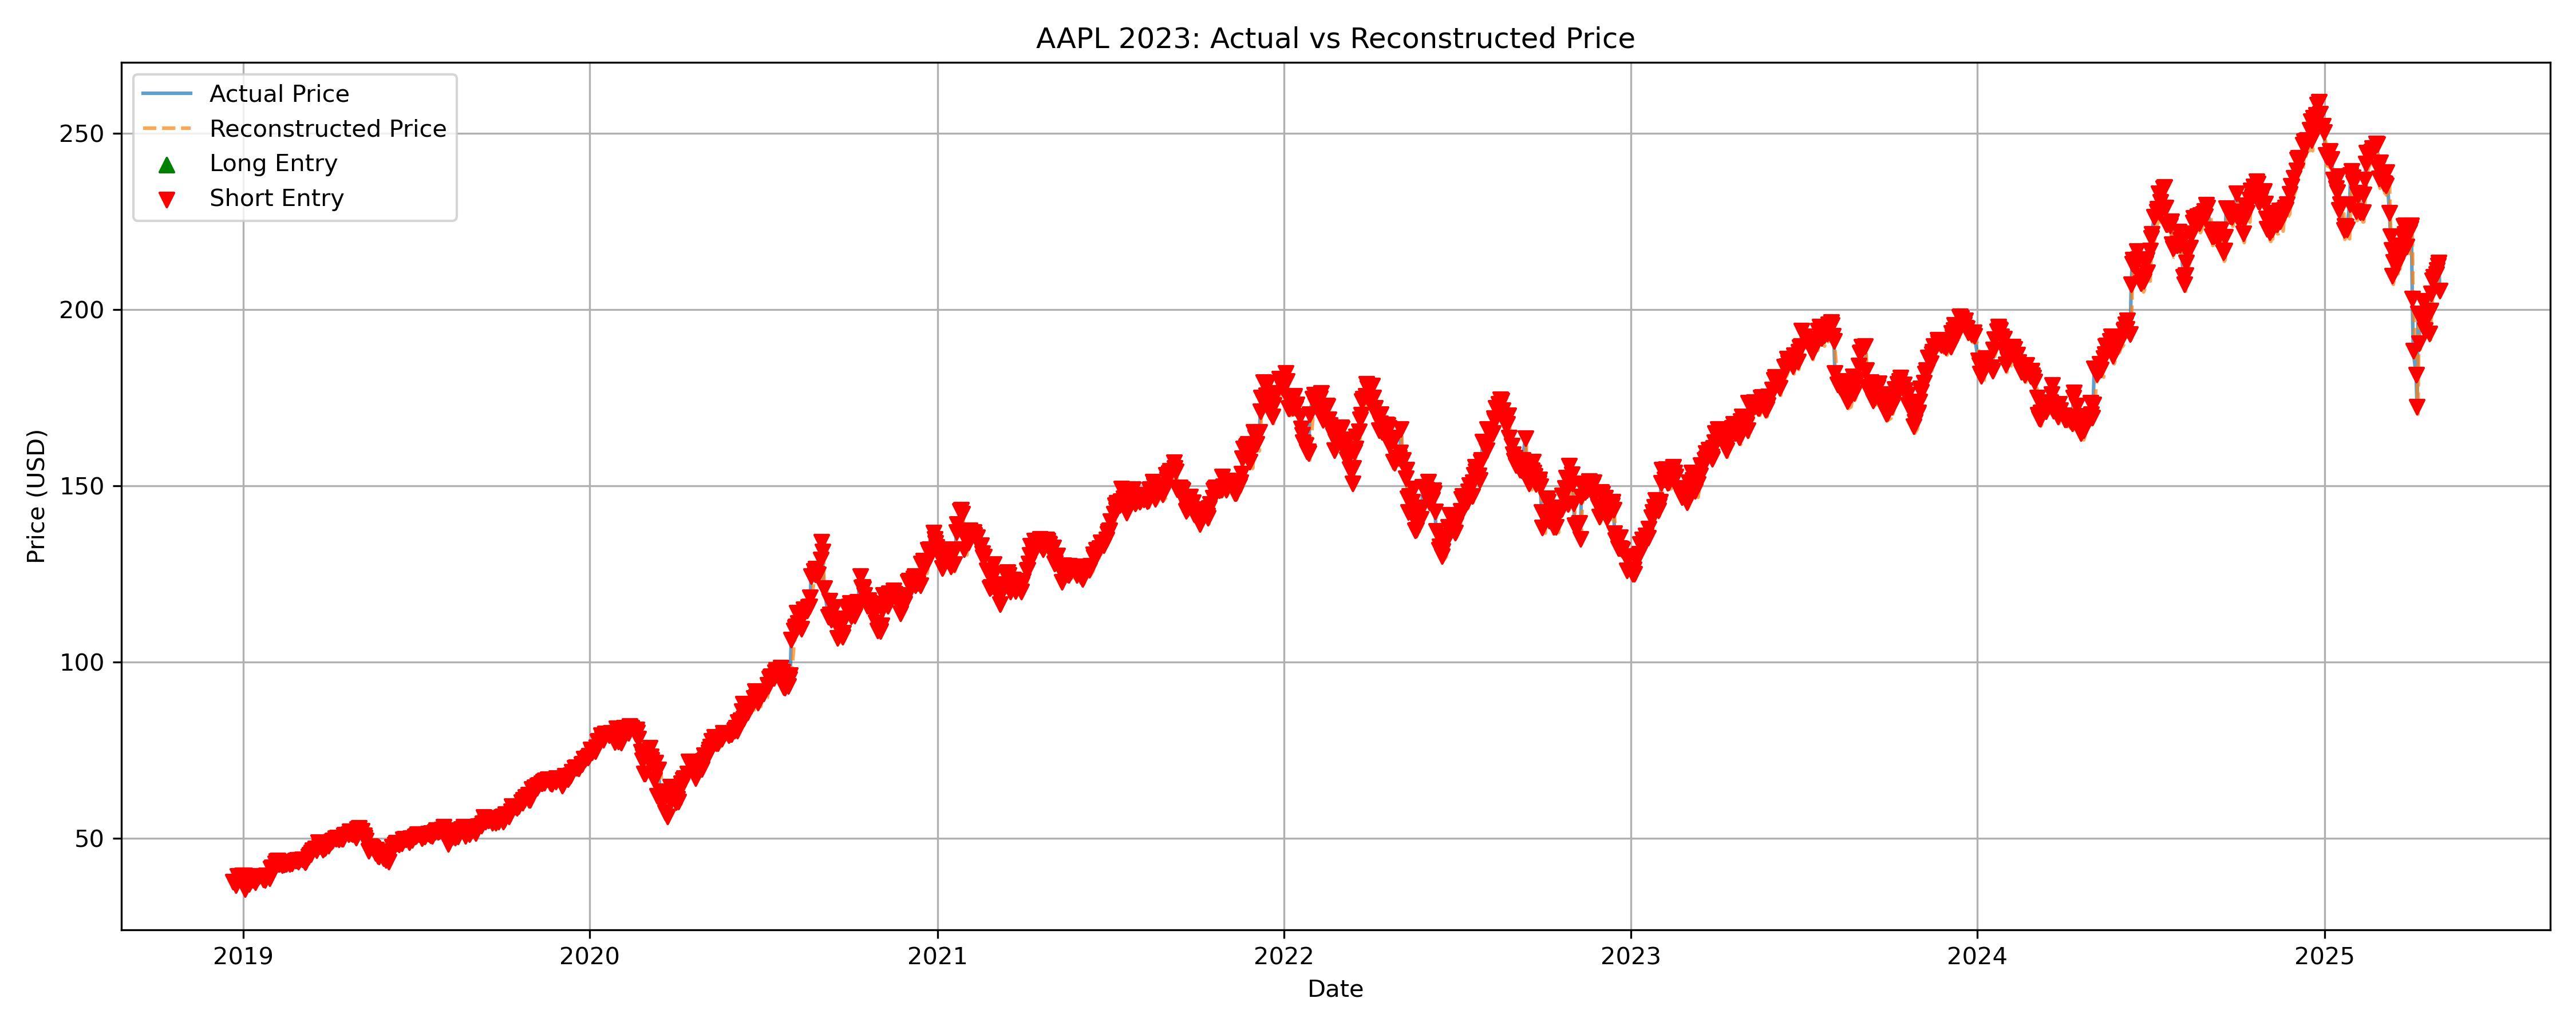 AAPL 2023: Actual vs Reconstructed Price
Actual Price
Reconstructed Price
Long Entry
Short Entry
250
200
150
100
50
Price (USD)
2019 2020 2021 2022 2023 2024 2025
Date